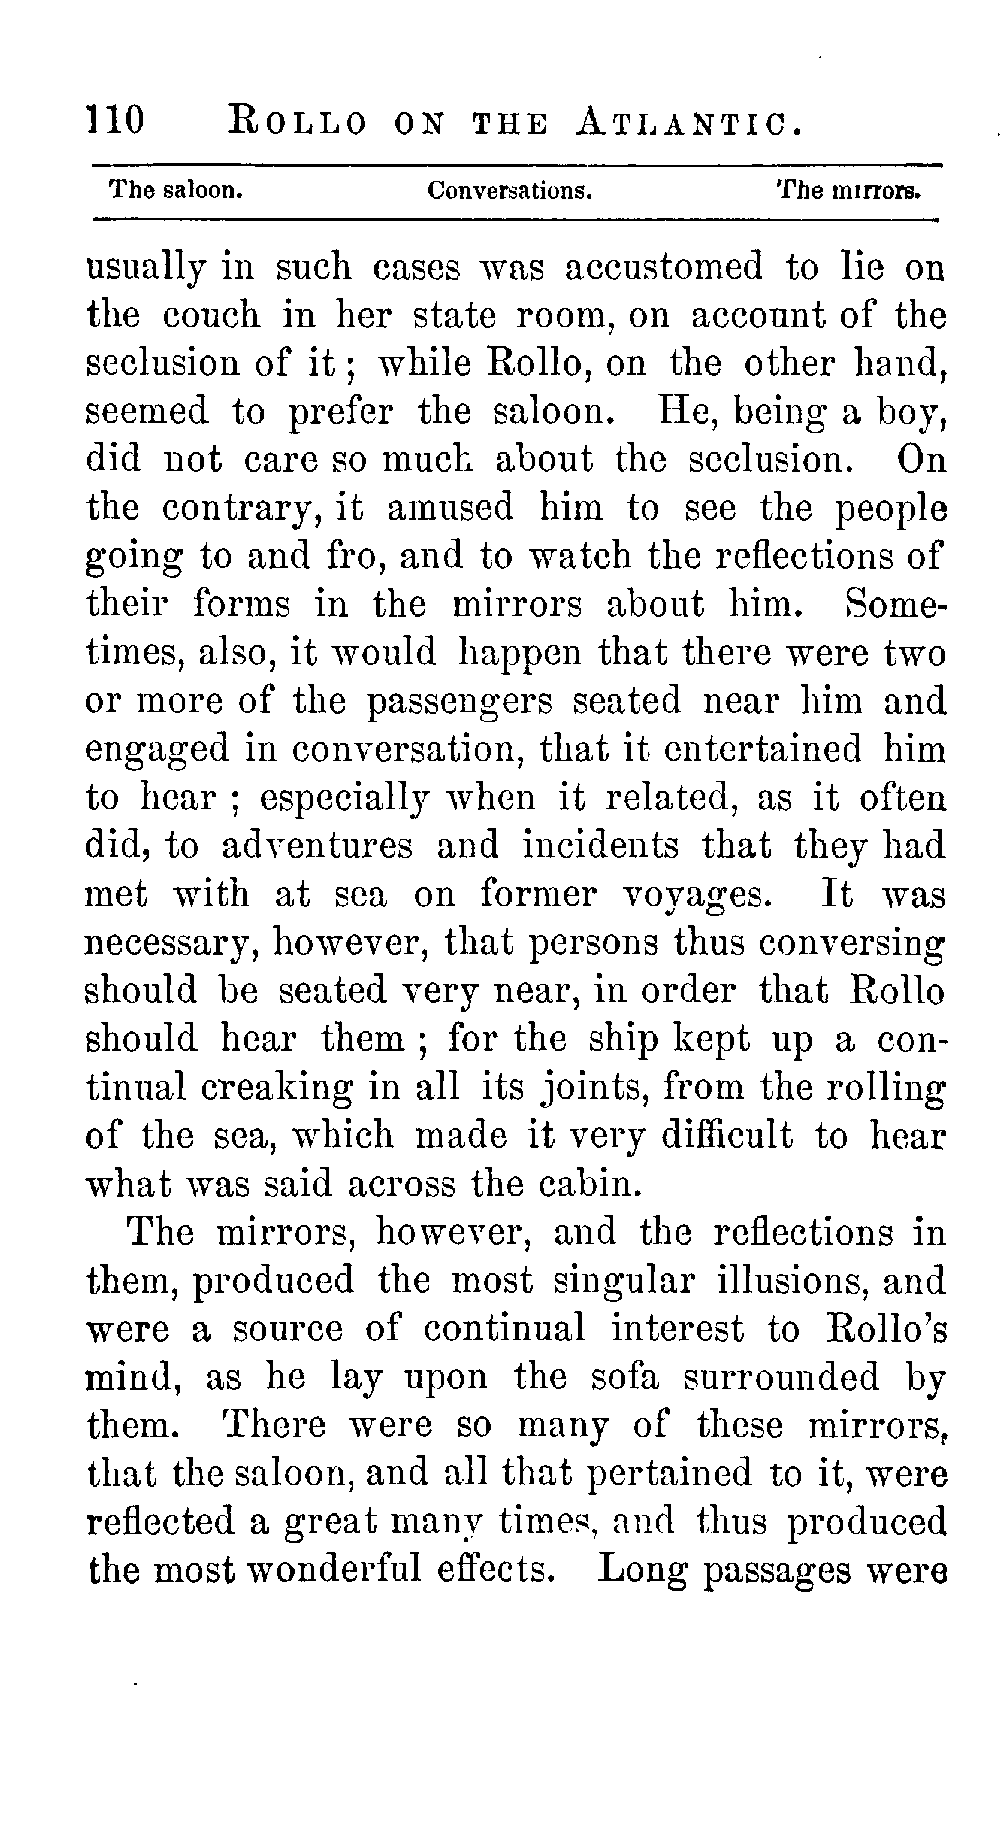 110 ROLLO ON THE ATLANTIC.
The saloon. Conversations. The mirrors.
usually in such cases was accustomed to lie on
the couch in her state room, on account of the
seclusion of it ; while Rollo, on the other hand,
seemed to prefer the saloon. He, being a boy,
did not care so much about the seclusion. On
the contrary, it amused him to see the people
going to and fro, and to watch the reflections of
their forms in the mirrors about him. Some-
times, also, it would happen that there were two
or more of the passengers seated near him and
engaged in conversation, that it entertained him
to hear ; especially when it related, as it often
did, to adventures and incidents that they had
met with at sea on former voyages. It was
necessary, however, that persons thus conversing
should be seated very near, in order that Rollo
should hear them ; for the ship kept up a con-
tinual creaking in all its joints, from the rolling
of the sea, which made it very difficult to hear
what was said across the cabin.
The mirrors, however, and the reflections in
them, produced the most singular illusions, and
were a source of continual interest to Rollo's
mind, as he lay upon the sofa surrounded by
them. There were so many of these mirrors,
that the saloon, and all that pertained to it, were
reflected a great many times, and thus produced
the most wonderful effects. Long passages were